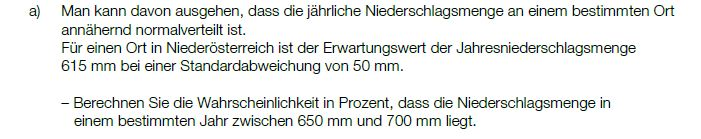 a) Man kann davon ausgehen, dass die jährliche Niederschlagsmenge an einem bestimmten Ort
annähernd normalverteilt ist.
Für einen Ort in Niederösterreich ist der Erwartungswert der Jahresniederschlagsmenge
615 mm bei einer Standardabweichung von 50 mm.
– Berechnen Sie die Wahrscheinlichkeit in Prozent, dass die Niederschlagsmenge in
einem bestimmten Jahr zwischen 650 mm und 700 mm liegt.